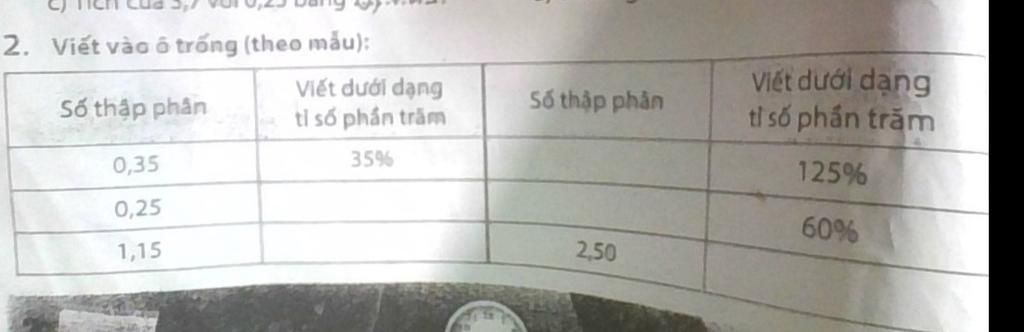 2. Viết vào ô trống (theo mẫu):
Số thập phân
Viết dưới dạng
tỉ số phần trăm
Số thập phân
Viết dưới dạng
tỉ số phần trăm
0,35
35%
125%
0,25
60%
1,15
2,50